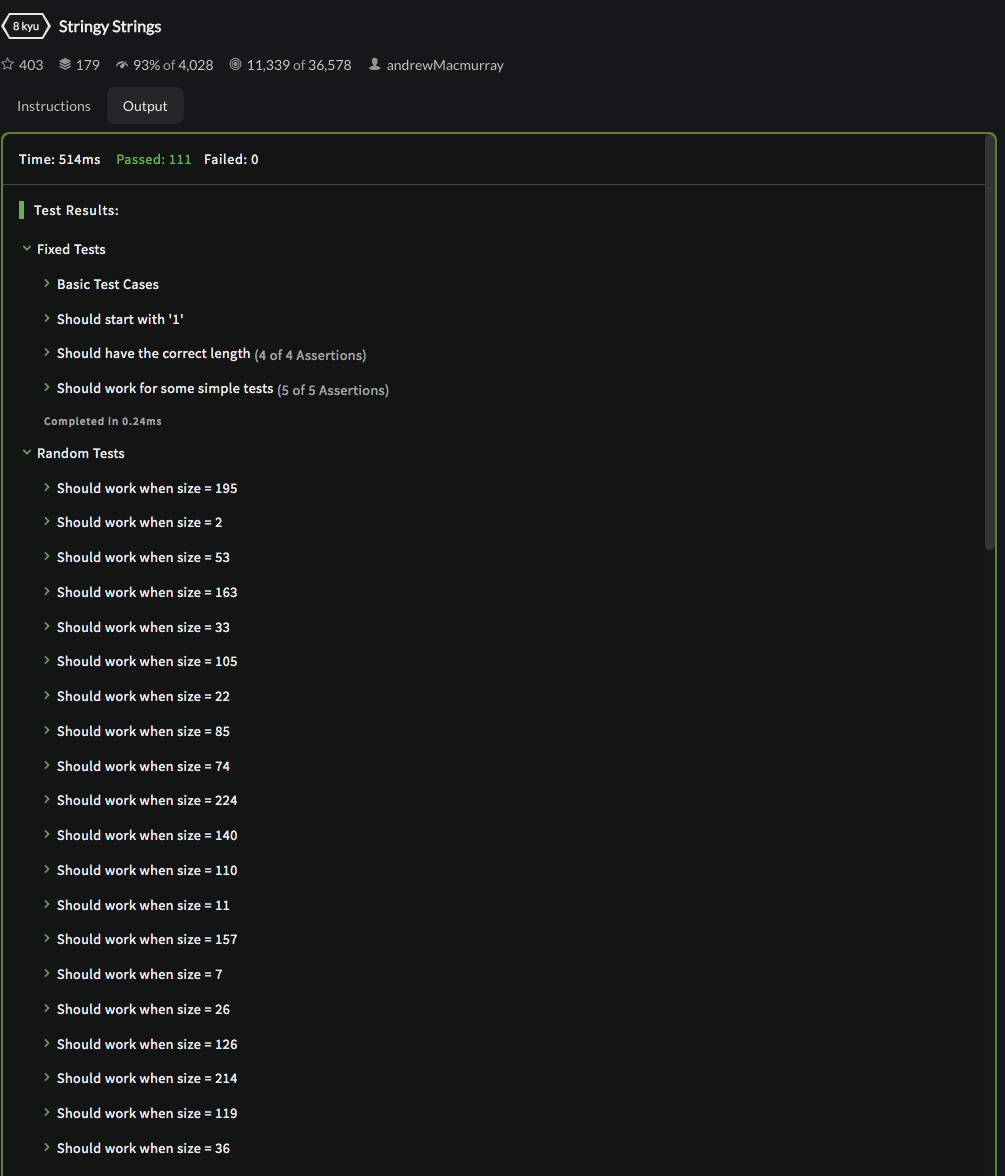 8 kyu Stringy Strings
403 179 93% of 4,028 11,339 of 36,578 andrewMacmurray
Instructions Output
Time: 514ms Passed: 111 Failed: 0
Test Results:
Fixed Tests
Basic Test Cases
Should start with '1'
Should have the correct length (4 of 4 Assertions)
Should work for some simple tests (5 of 5 Assertions)
Completed in 0.24ms
Random Tests
Should work when size = 195
Should work when size = 2
Should work when size = 53
Should work when size = 163
Should work when size = 33
Should work when size = 105
Should work when size = 22
Should work when size = 85
Should work when size = 74
Should work when size = 224
Should work when size = 140
Should work when size = 110
Should work when size = 11
Should work when size = 157
Should work when size = 7
Should work when size = 26
Should work when size = 126
Should work when size = 214
Should work when size = 119
Should work when size = 36